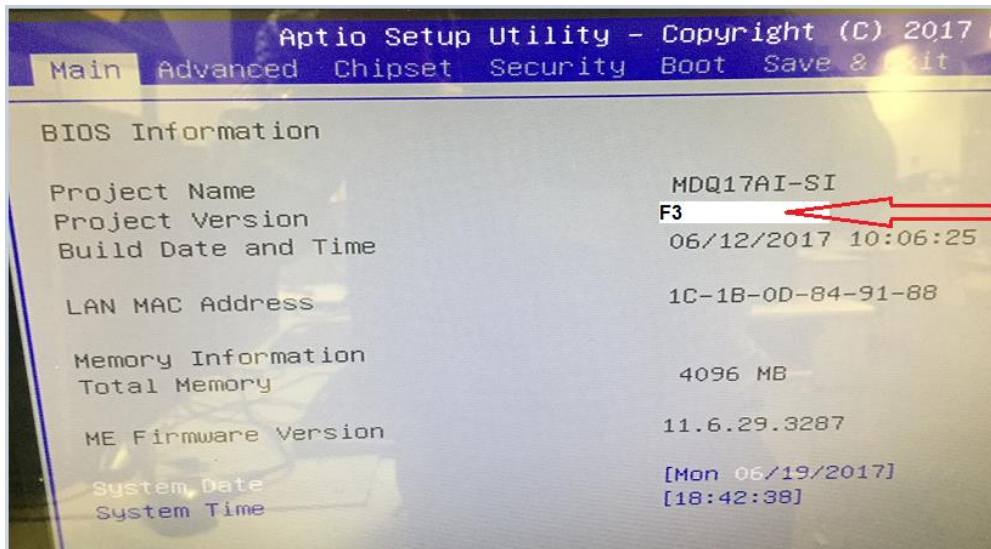 Aptio Setup Utility – Copyright (C) 2017
Main Advanced Chipset Security Boot Save & Exit
BIOS Information
Project Name MDQ17AI-SI
Project Version F3
Build Date and Time 06/12/2017 10:06:25
LAN MAC Address 1C-1B-0D-84-91-88
Memory Information
Total Memory 4096 MB
ME Firmware Version 11.6.29.3287
System Date [Mon 06/19/2017]
System Time [18:42:38]